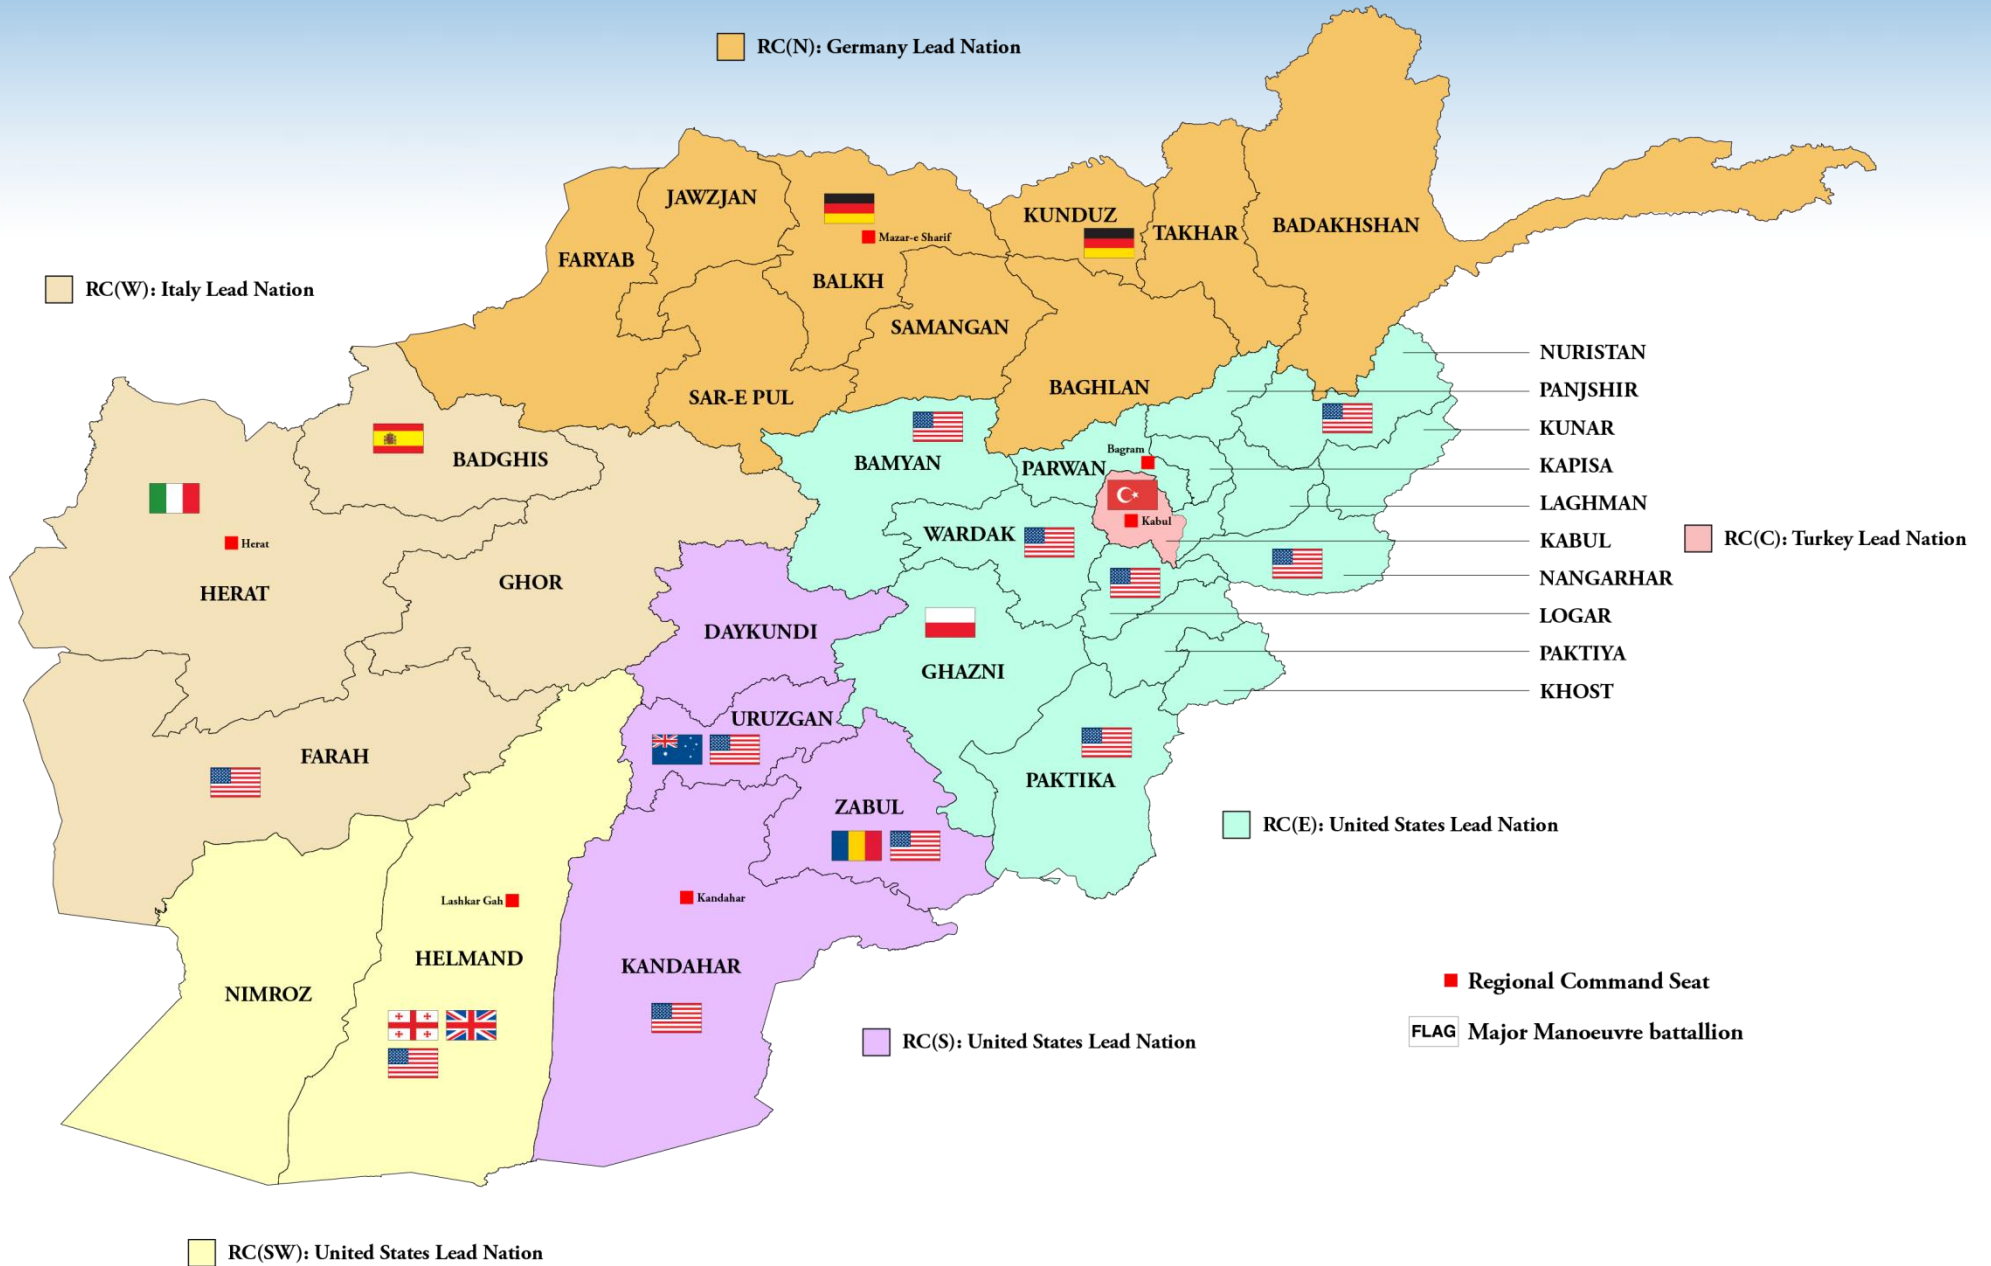 RC(N): Germany Lead Nation
JAWZJAN
KUNDUZ
TAKHAR
BADAKHSHAN
Mazar-e Sharif
FARYAB
BALKH
RC(W): Italy Lead Nation
SAMANGAN
NURISTAN
BAGHLAN
PANJSHIR
SAR-E PUL
KUNAR
BADGHIS
BAMYAN
Bagram
PARWAN
KAPISA
LAGHMAN
Kabul
WARDAK
KABUL
RC(C): Turkey Lead Nation
Herat
HERAT
GHOR
NANGARHAR
LOGAR
DAYKUNDI
PAKTIYA
GHAZNI
KHOST
URUZGAN
FARAH
PAKTIKA
ZABUL
RC(E): United States Lead Nation
Lashkar Gah
Kandahar
HELMAND
KANDAHAR
NIMROZ
Regional Command Seat
FLAG Major Manoeuvre battallion
RC(S): United States Lead Nation
RC(SW): United States Lead Nation